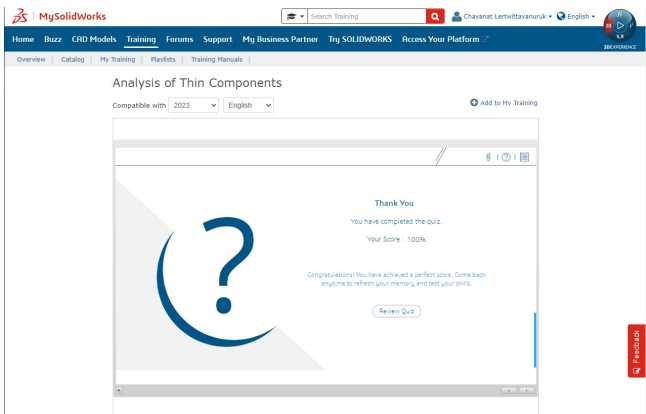 MySolidWorks
Search Training
Chayanat Lertwittayanuruk
English
Home Buzz CAD Models Training Forums Support My Business Partner Try SOLIDWORKS Access Your Platform
3D
V.R
3DEXPERIENCE
Overview | Catalog | My Training | Playlists | Training Manuals |
Analysis of Thin Components
Compatible with 2023 English
Add to My Training
?
Thank You
You have completed the quiz.
Your Score : 100%
Congratulations! You have achieved a perfect score. Come back
anytime to refresh your memory and test your skills.
Review Quiz
Feedback